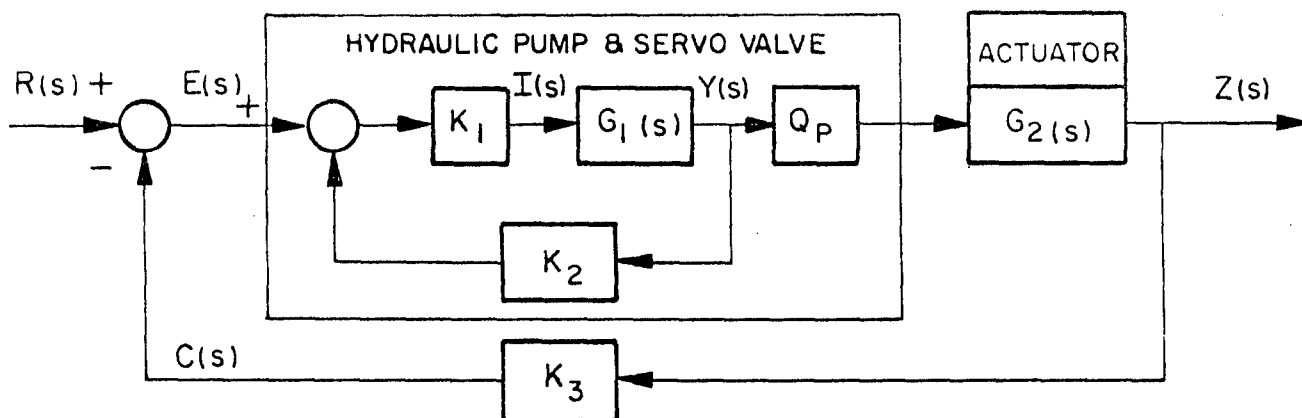 HYDRAULIC PUMP & SERVO VALVE
ACTUATOR
R(s) +
E(s)
+
I(s)
Y(s)
Z(s)
K1
G1(s)
QP
G2(s)
−
K2
C(s)
K3